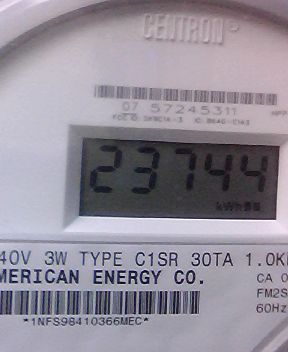 CENTRON
07 57245311
23744
kWh
40V 3W TYPE C1SR 30TA 1.0K
MERICAN ENERGY CO.
CA 0
FM2S
60Hz
*1NFS98410366MEC*